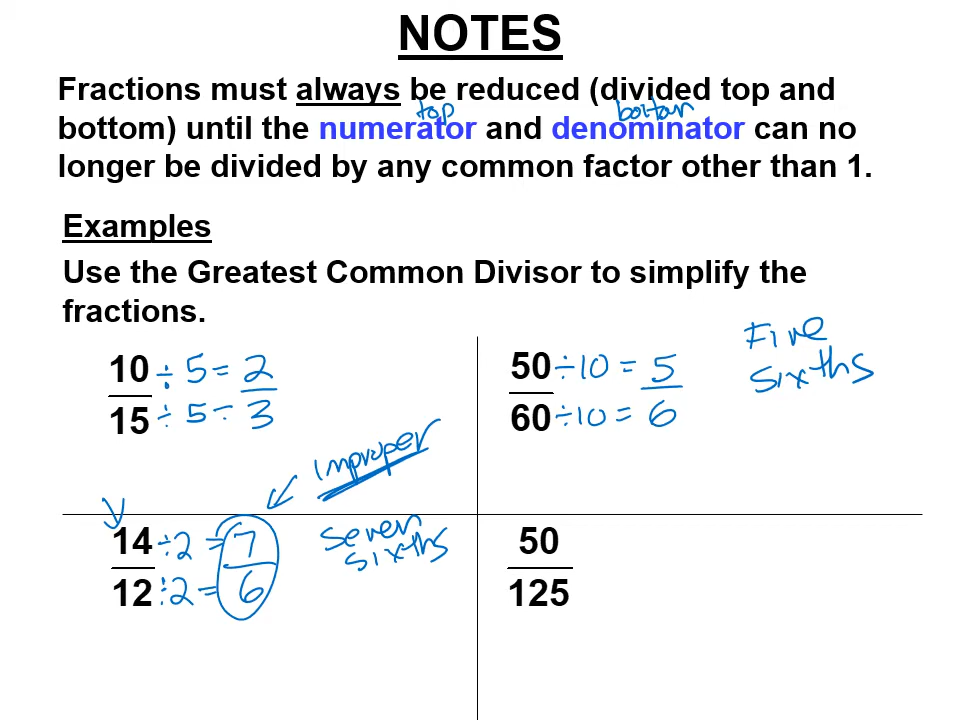 NOTES
Fractions must always be reduced (divided top and
top bottom
bottom) until the numerator and denominator can no
longer be divided by any common factor other than 1.
Examples
Use the Greatest Common Divisor to simplify the
fractions.
10 ÷ 5 = 2
15 ÷ 5 = 3
50 ÷10 = 5
60 ÷10 = 6
Five
sixths
improper
14 ÷2 = 7
12 ÷2 = 6
seven
sixths
50
125